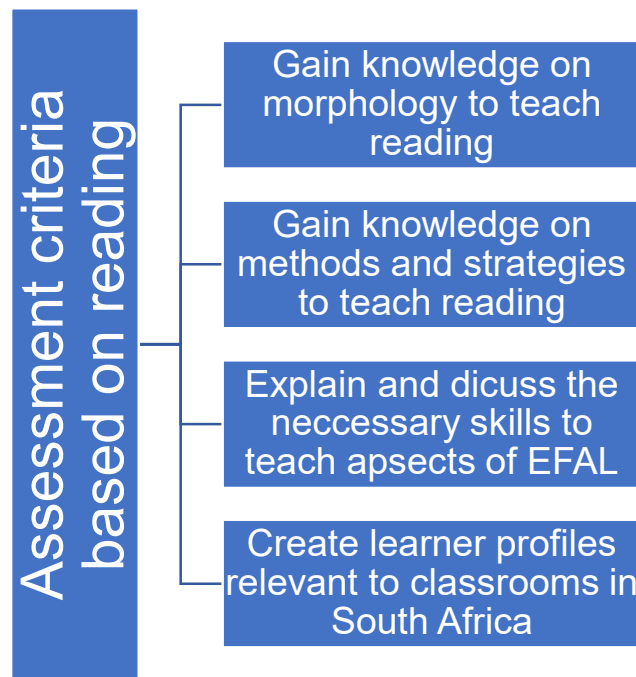 Assessment criteria
based on reading
Gain knowledge on
morphology to teach
reading
Gain knowledge on
methods and strategies
to teach reading
Explain and dicuss the
neccessary skills to
teach apsects of EFAL
Create learner profiles
relevant to classrooms in
South Africa